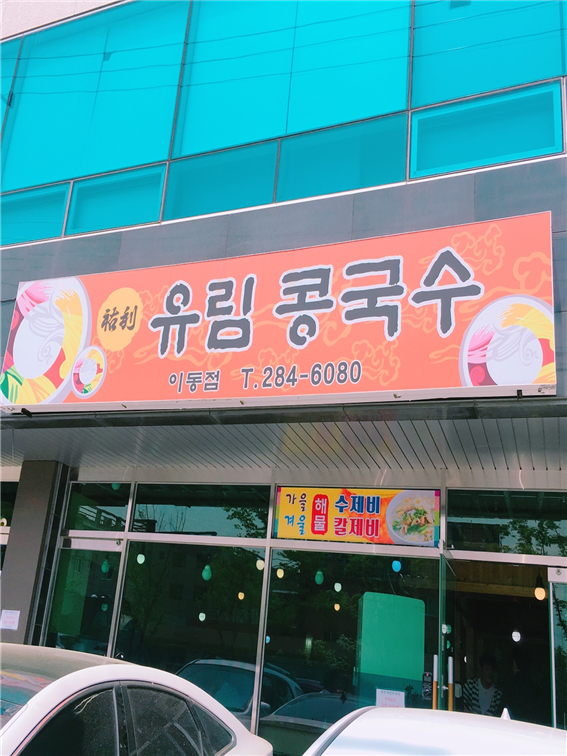 祐利
유림 콩국수
이동점 T.284-6080
가을 겨울
해물
수제비
칼제비